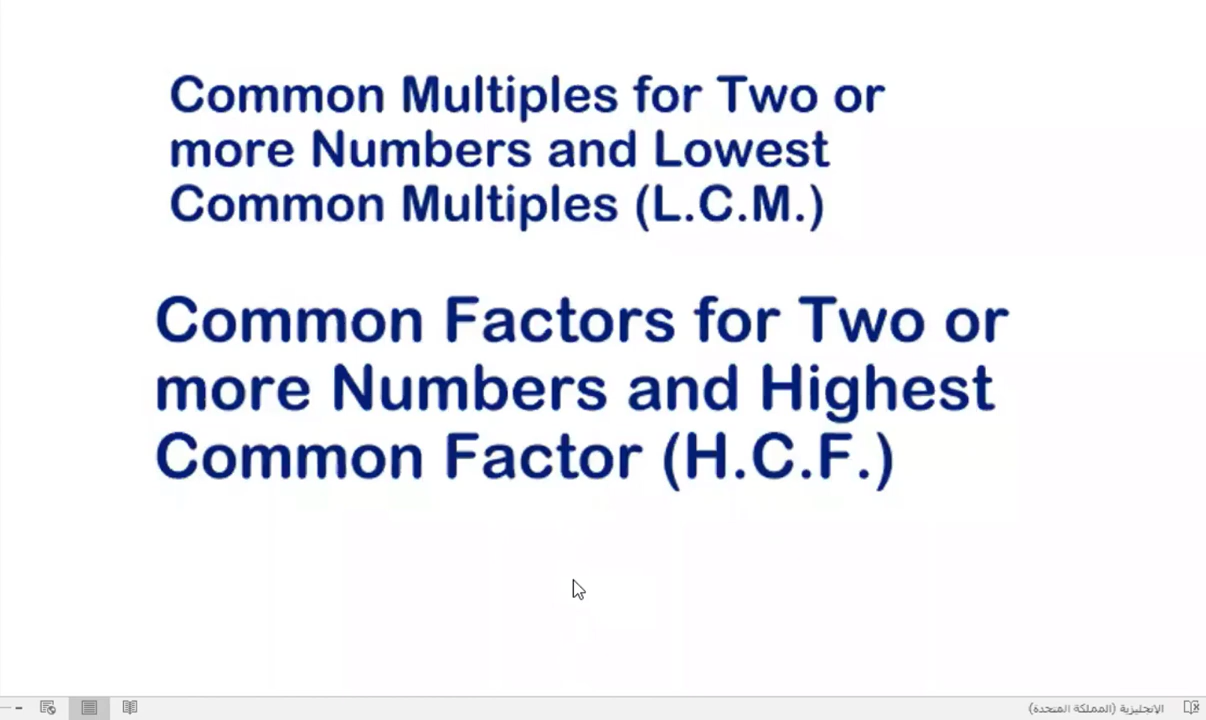 Common Multiples for Two or
more Numbers and Lowest
Common Multiples (L.C.M.)
Common Factors for Two or
more Numbers and Highest
Common Factor (H.C.F.)
الإنجليزية (المملكة المتحدة)